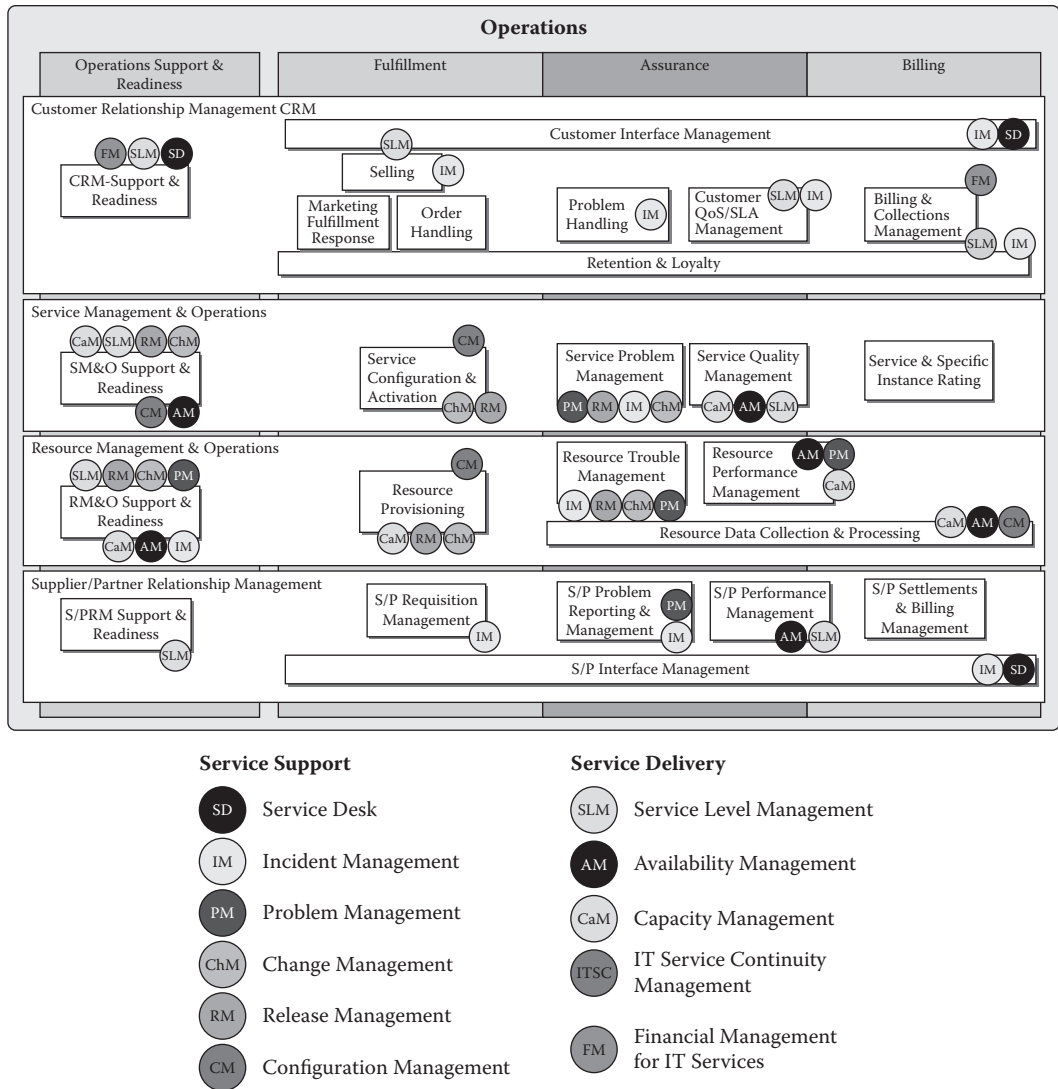 Operations
Operations Support &
Readiness
Fulfillment
Assurance
Billing
Customer Relationship Management CRM
Customer Interface Management
IM
SD
FM
SLM
SD
CRM-Support &
Readiness
SLM
Selling
IM
Marketing
Fulfillment
Response
Order
Handling
Problem
Handling
IM
Customer
QoS/SLA
Management
SLM
IM
FM
Billing &
Collections
Management
SLM
IM
Retention & Loyalty
Service Management & Operations
CaM
SLM
RM
ChM
SM&O Support &
Readiness
CM
AM
CM
Service
Configuration &
Activation
ChM
RM
Service Problem
Management
PM
RM
IM
ChM
Service Quality
Management
CaM
AM
SLM
Service & Specific
Instance Rating
Resource Management & Operations
SLM
RM
ChM
PM
RM&O Support &
Readiness
CaM
AM
IM
CM
Resource
Provisioning
CaM
RM
ChM
Resource Trouble
Management
IM
RM
ChM
PM
Resource
Performance
Management
AM
PM
CaM
Resource Data Collection & Processing
CaM
AM
CM
Supplier/Partner Relationship Management
S/PRM Support &
Readiness
SLM
S/P Requisition
Management
IM
S/P Problem
Reporting &
Management
PM
IM
S/P Performance
Management
AM
SLM
S/P Settlements
& Billing
Management
S/P Interface Management
IM
SD
Service Support
SD Service Desk
IM Incident Management
PM Problem Management
ChM Change Management
RM Release Management
CM Configuration Management
Service Delivery
SLM Service Level Management
AM Availability Management
CaM Capacity Management
ITSC IT Service Continuity
Management
FM Financial Management
for IT Services